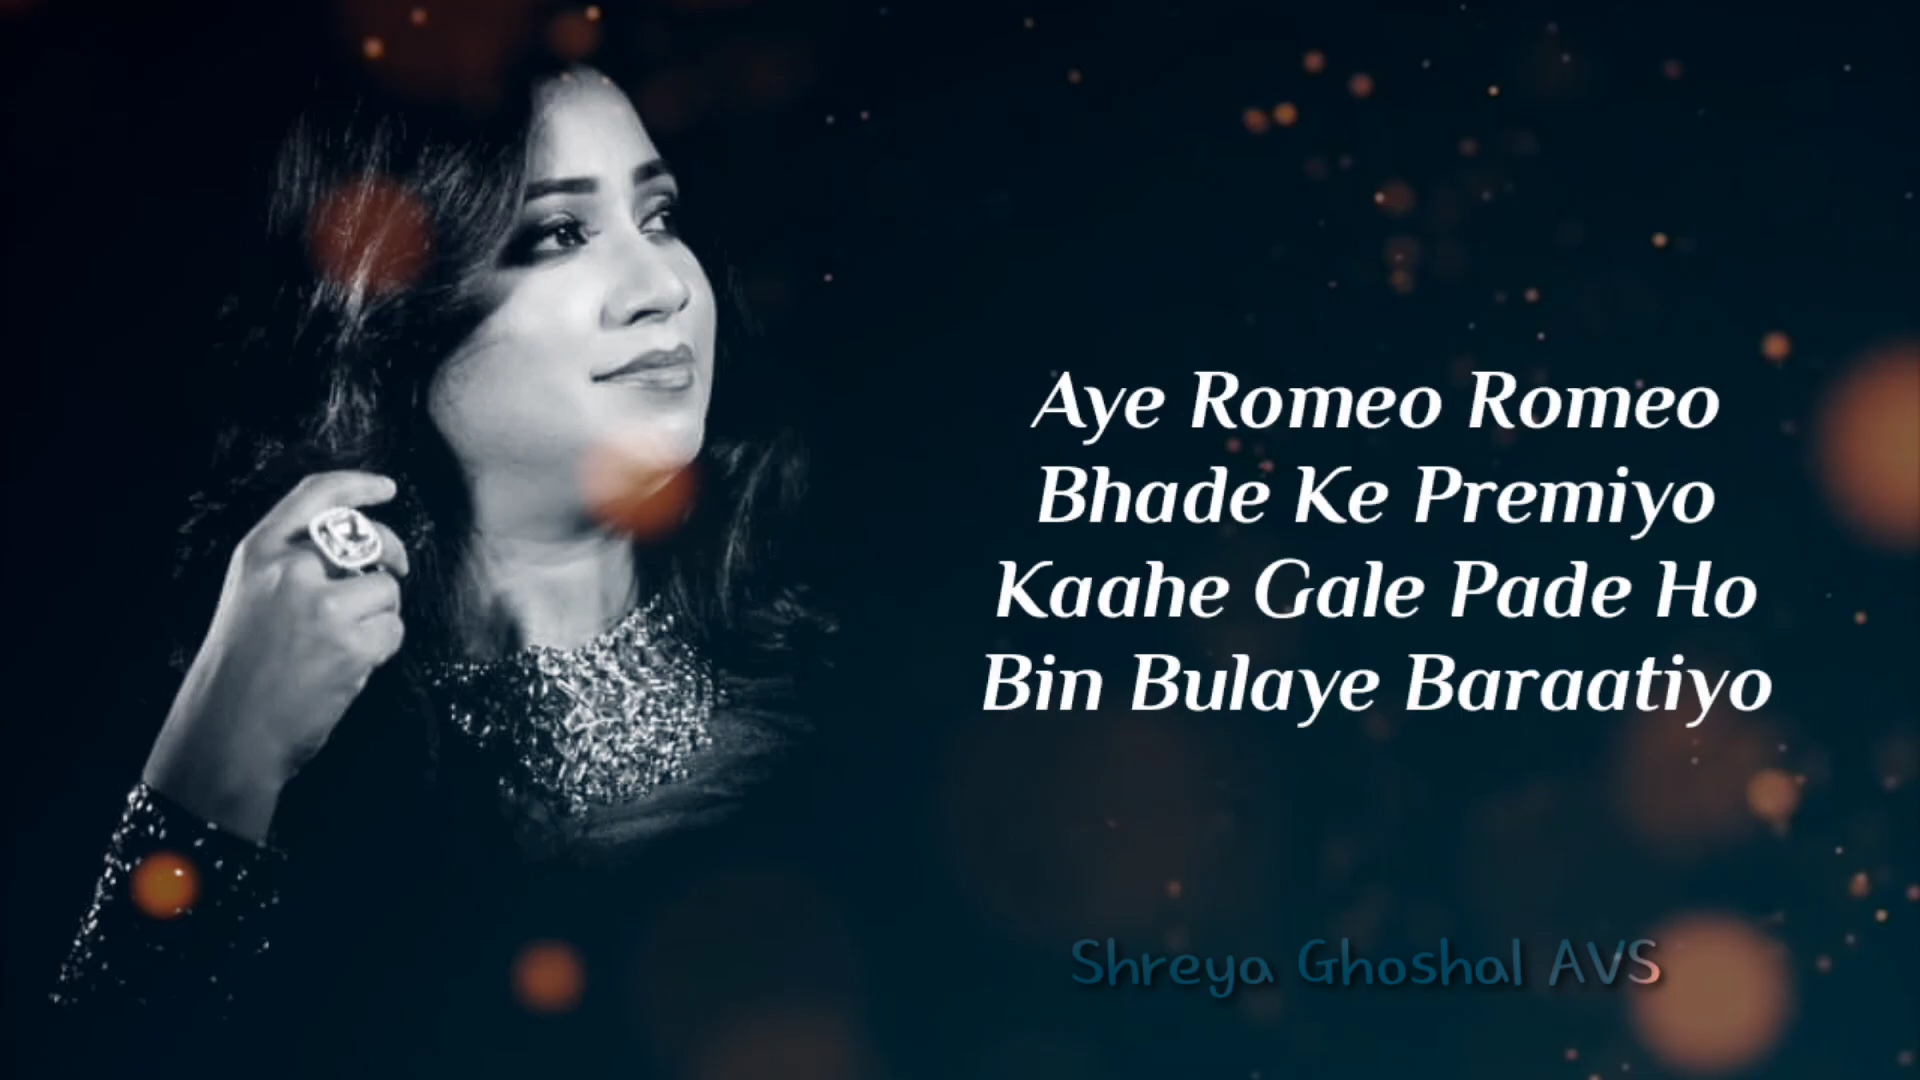 Aye Romeo Romeo
Bhade Ke Premiyo
Kaahe Gale Pade Ho
Bin Bulaye Baraatiyo
Shreya Ghoshal AVS